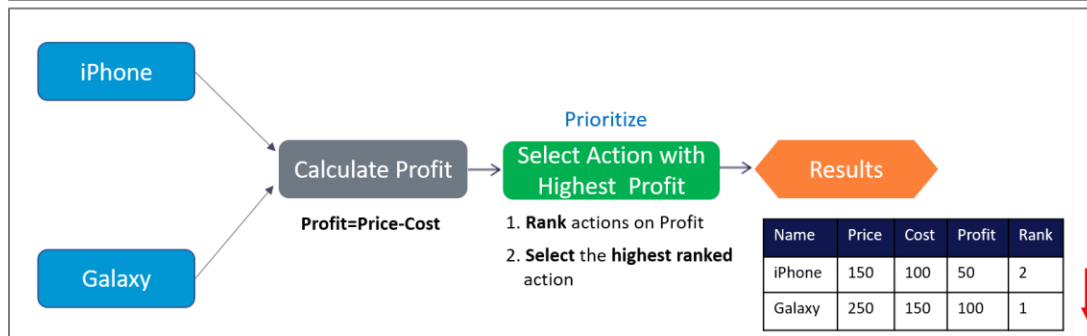 iPhone
Galaxy
Calculate Profit
Profit=Price-Cost
Prioritize
Select Action with
Highest Profit
1. Rank actions on Profit
2. Select the highest ranked
action
Results
Name Price Cost Profit Rank
iPhone 150 100 50 2
Galaxy 250 150 100 1